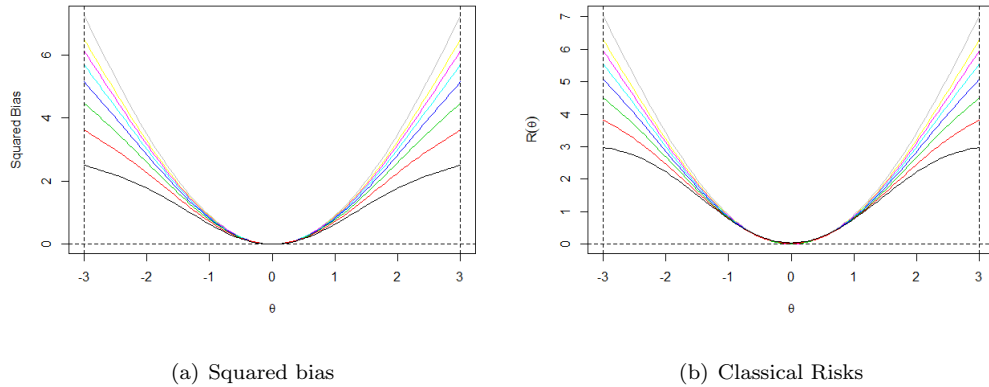 Squared Bias
6
4
2
0
-3 -2 -1 0 1 2 3
θ
(a) Squared bias
R(θ)
7
6
5
4
3
2
1
0
-3 -2 -1 0 1 2 3
θ
(b) Classical Risks